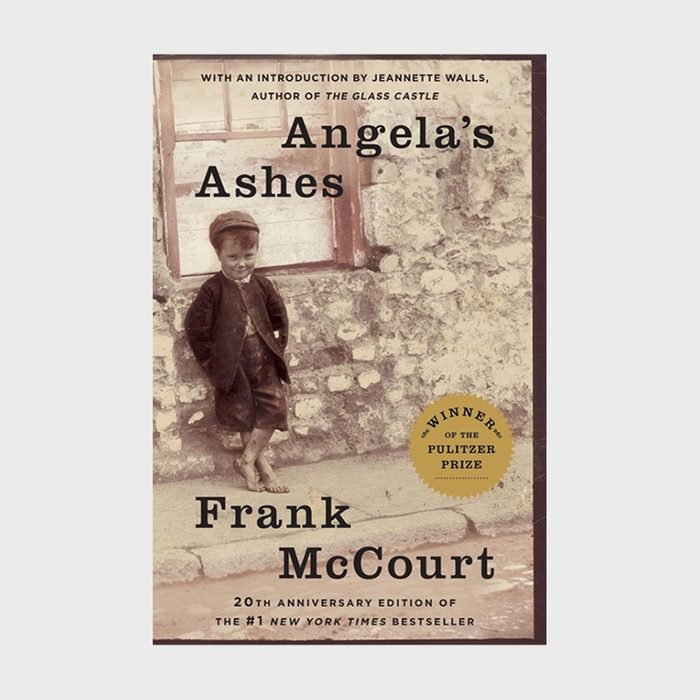 WITH AN INTRODUCTION BY JEANNETTE WALLS,
AUTHOR OF THE GLASS CASTLE
Angela's
Ashes
WINNER
OF THE
PULITZER
PRIZE
Frank
McCourt
20TH ANNIVERSARY EDITION OF
THE #1 NEW YORK TIMES BESTSELLER